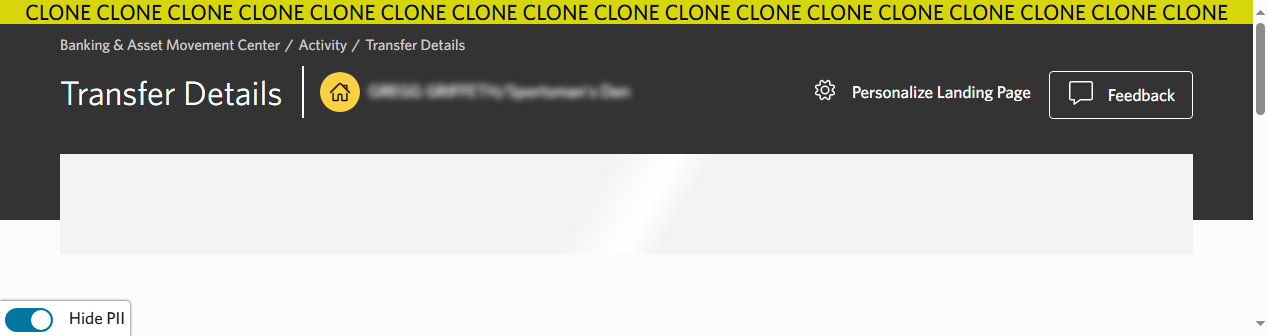 CLONE CLONE CLONE CLONE CLONE CLONE CLONE CLONE CLONE CLONE CLONE CLONE CLONE CLONE CLONE CLONE CLONE
Banking & Asset Movement Center / Activity / Transfer Details
Transfer Details
Personalize Landing Page
Feedback
Hide PII